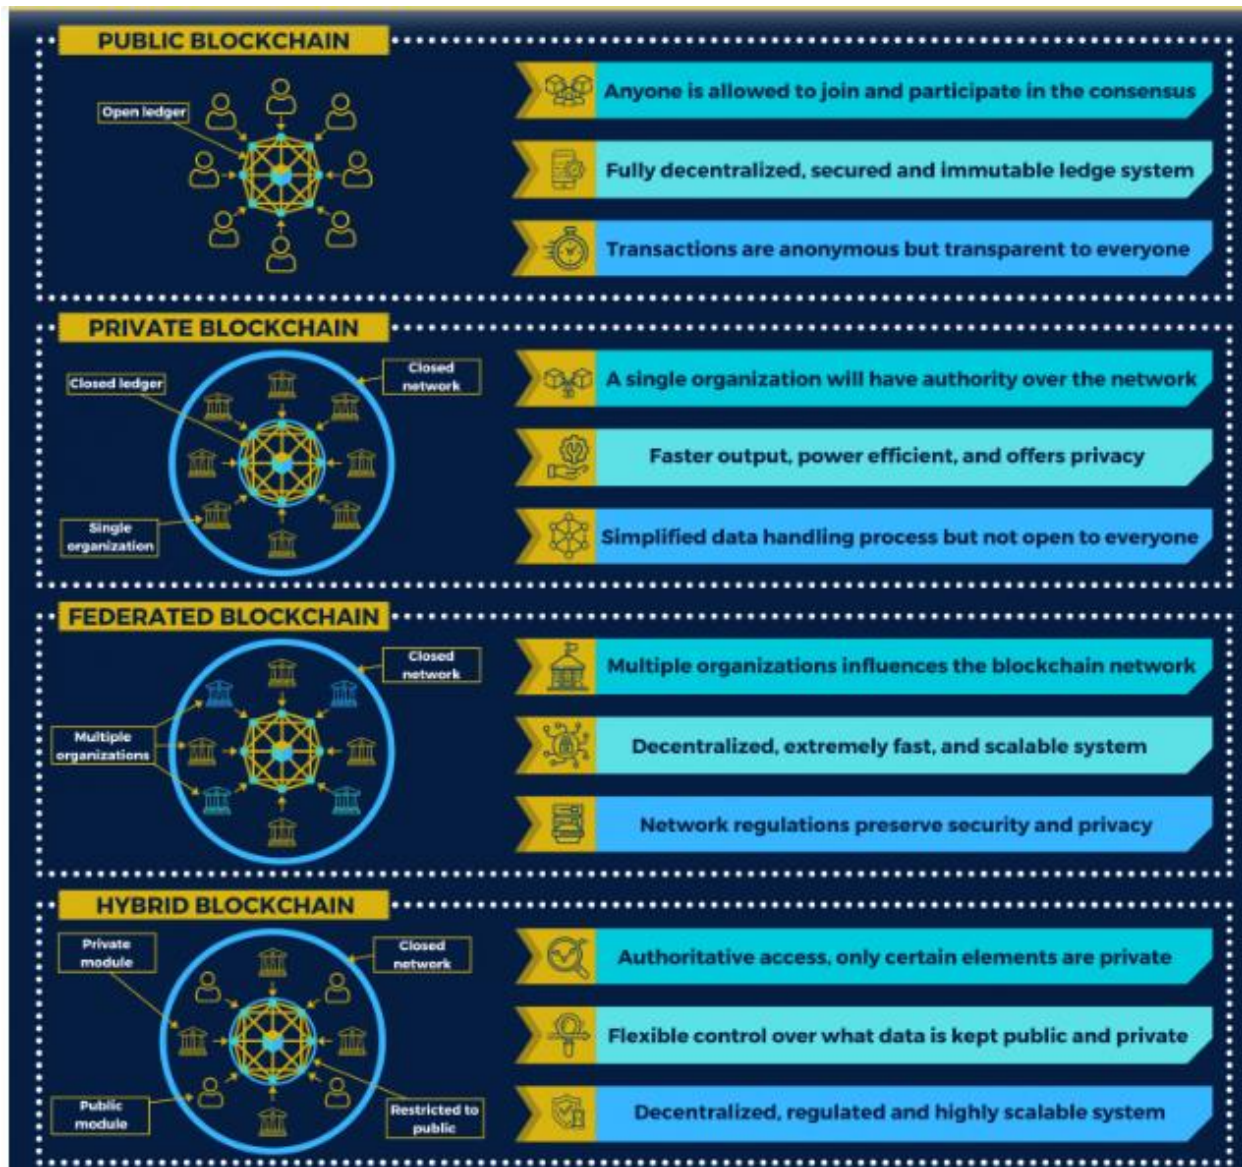 PUBLIC BLOCKCHAIN
Open ledger
Anyone is allowed to join and participate in the consensus
Fully decentralized, secured and immutable ledge system
Transactions are anonymous but transparent to everyone
PRIVATE BLOCKCHAIN
Closed ledger
Closed
network
Single
organization
A single organization will have authority over the network
Faster output, power efficient, and offers privacy
Simplified data handling process but not open to everyone
FEDERATED BLOCKCHAIN
Closed
network
Multiple
organizations
Multiple organizations influences the blockchain network
Decentralized, extremely fast, and scalable system
Network regulations preserve security and privacy
HYBRID BLOCKCHAIN
Private
module
Closed
network
Public
module
Restricted to
public
Authoritative access, only certain elements are private
Flexible control over what data is kept public and private
Decentralized, regulated and highly scalable system